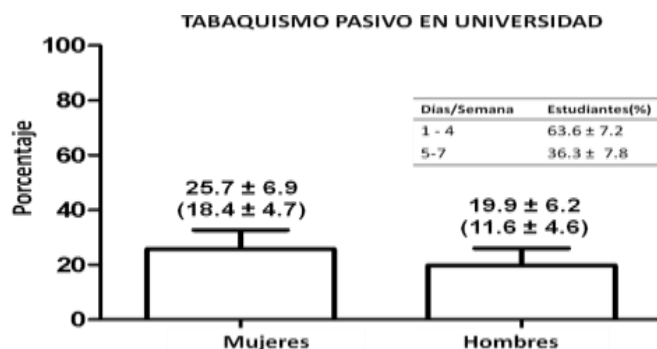 TABAQUISMO PASIVO EN UNIVERSIDAD
Porcentaje
100
80
60
40
20
0
Días/Semana Estudiantes(%)
1 - 4 63.6 ± 7.2
5-7 36.3 ± 7.8
25.7 ± 6.9
(18.4 ± 4.7)
19.9 ± 6.2
(11.6 ± 4.6)
Mujeres Hombres